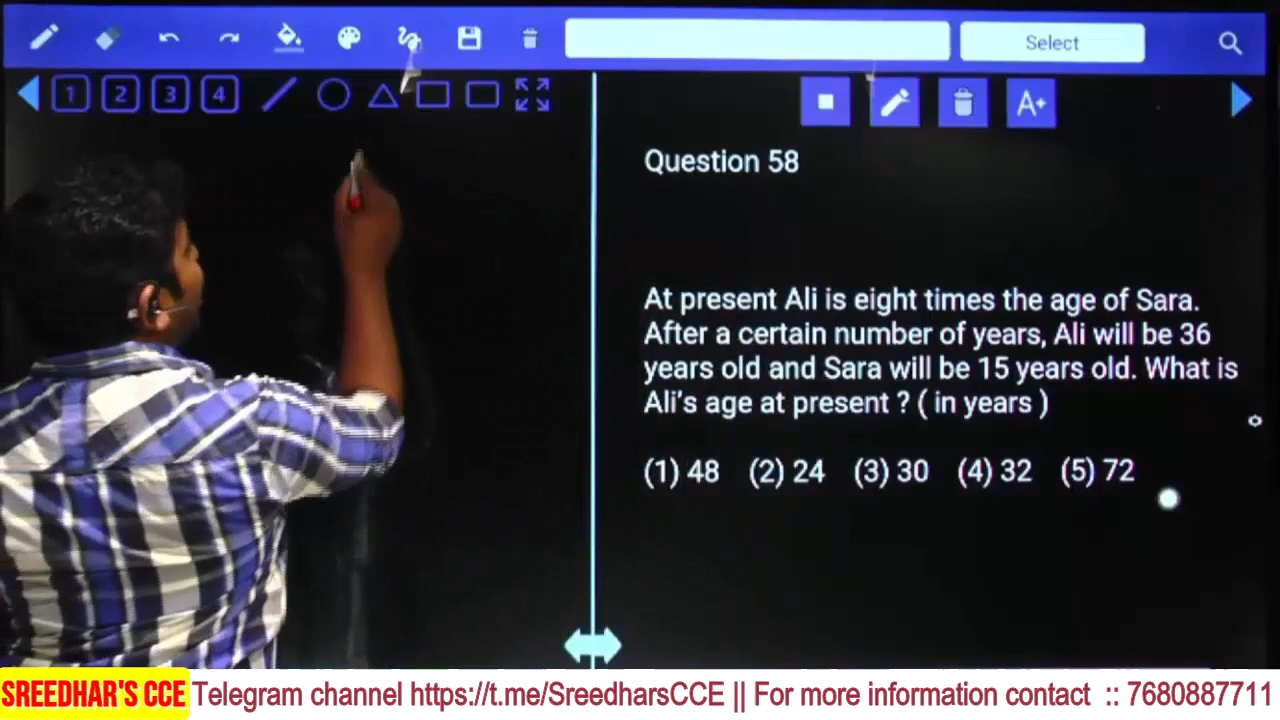 Select
1 2 3 4
A+
Question 58
At present Ali is eight times the age of Sara.
After a certain number of years, Ali will be 36
years old and Sara will be 15 years old. What is
Ali's age at present ? ( in years )
(1) 48 (2) 24 (3) 30 (4) 32 (5) 72
SREEDHAR'S CCE Telegram channel https://t.me/SreedharsCCE || For more information contact :: 7680887711